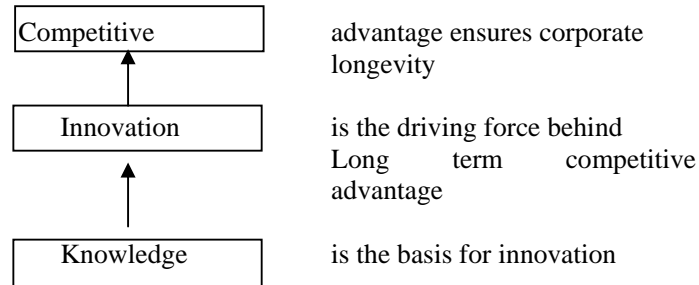 Competitive advantage ensures corporate
longevity
Innovation is the driving force behind
Long term competitive
advantage
Knowledge is the basis for innovation